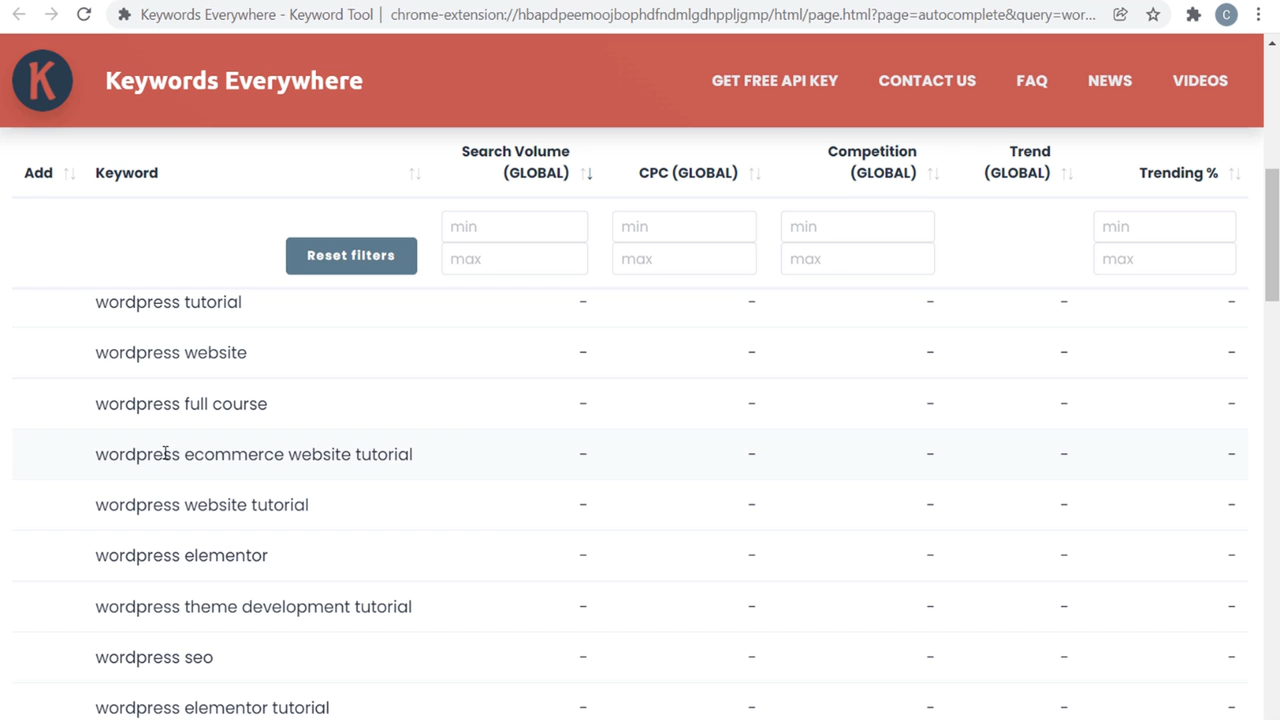 Keywords Everywhere - Keyword Tool | chrome-extension://hbapdpeemoojbophdfndmlgdhppljgmp/html/page.html?page=autocomplete&query=wor... C
K Keywords Everywhere GET FREE API KEY CONTACT US FAQ NEWS VIDEOS
Add Keyword Search Volume (GLOBAL) CPC (GLOBAL) Competition (GLOBAL) Trend (GLOBAL) Trending %
min min min min
Reset filters
max max max max
wordpress tutorial - - - - -
wordpress website - - - - -
wordpress full course - - - - -
wordpress ecommerce website tutorial - - - - -
wordpress website tutorial - - - - -
wordpress elementor - - - - -
wordpress theme development tutorial - - - - -
wordpress seo - - - - -
wordpress elementor tutorial - - - - -